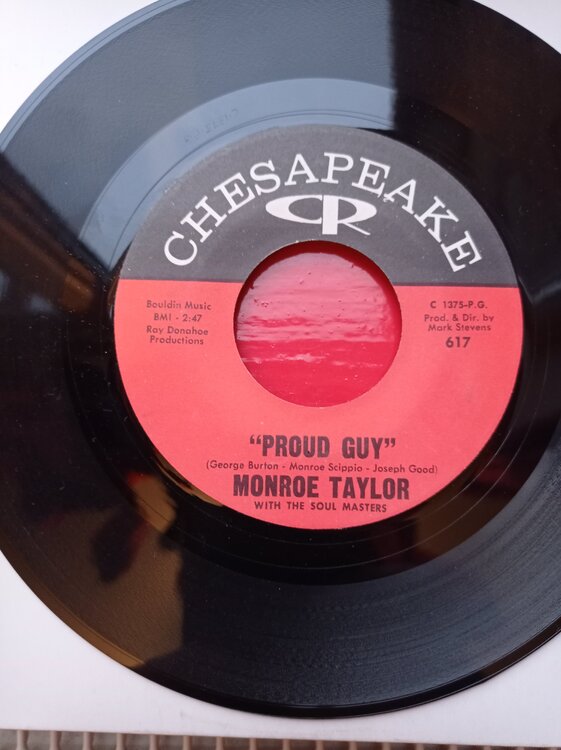 CHESAPEAKE
CR
Bouldin Music
BMI - 2:47
Ray Donahoe
Productions
C 1375-P.G.
Prod. & Dir. by
Mark Stevens
617
"PROUD GUY"
(George Burton - Monroe Scippio - Joseph Good)
MONROE TAYLOR
WITH THE SOUL MASTERS